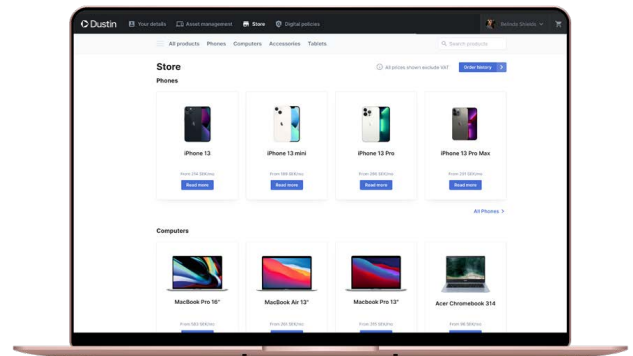 Dustin Your details Asset management Store Digital policies Belinda Shields
All products Phones Computers Accessories Tablets Search products
Store All prices shown exclude VAT Order history
Phones
iPhone 13 iPhone 13 mini iPhone 13 Pro iPhone 13 Pro Max
Read more Read more Read more Read more
All Phones
Computers
MacBook Pro 16" MacBook Air 13" MacBook Pro 13" Acer Chromebook 314